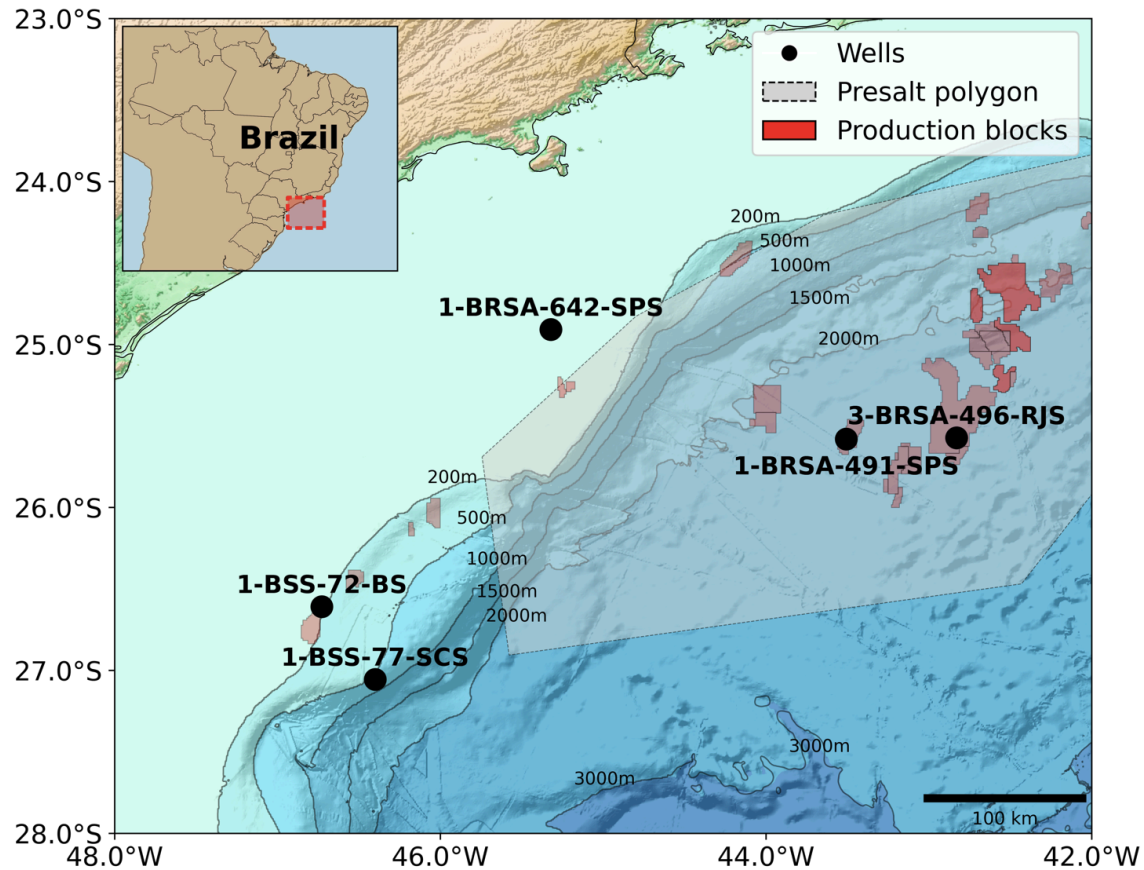 23.0°S
Brazil
Wells
Presalt polygon
Production blocks
24.0°S
200m
500m
1000m
1500m
1-BRSA-642-SPS
2000m
25.0°S
3-BRSA-496-RJS
1-BRSA-491-SPS
200m
26.0°S
500m
1000m
1-BSS-72-BS
1500m
2000m
1-BSS-77-SCS
27.0°S
3000m
3000m
100 km
28.0°S
48.0°W
46.0°W
44.0°W
42.0°W